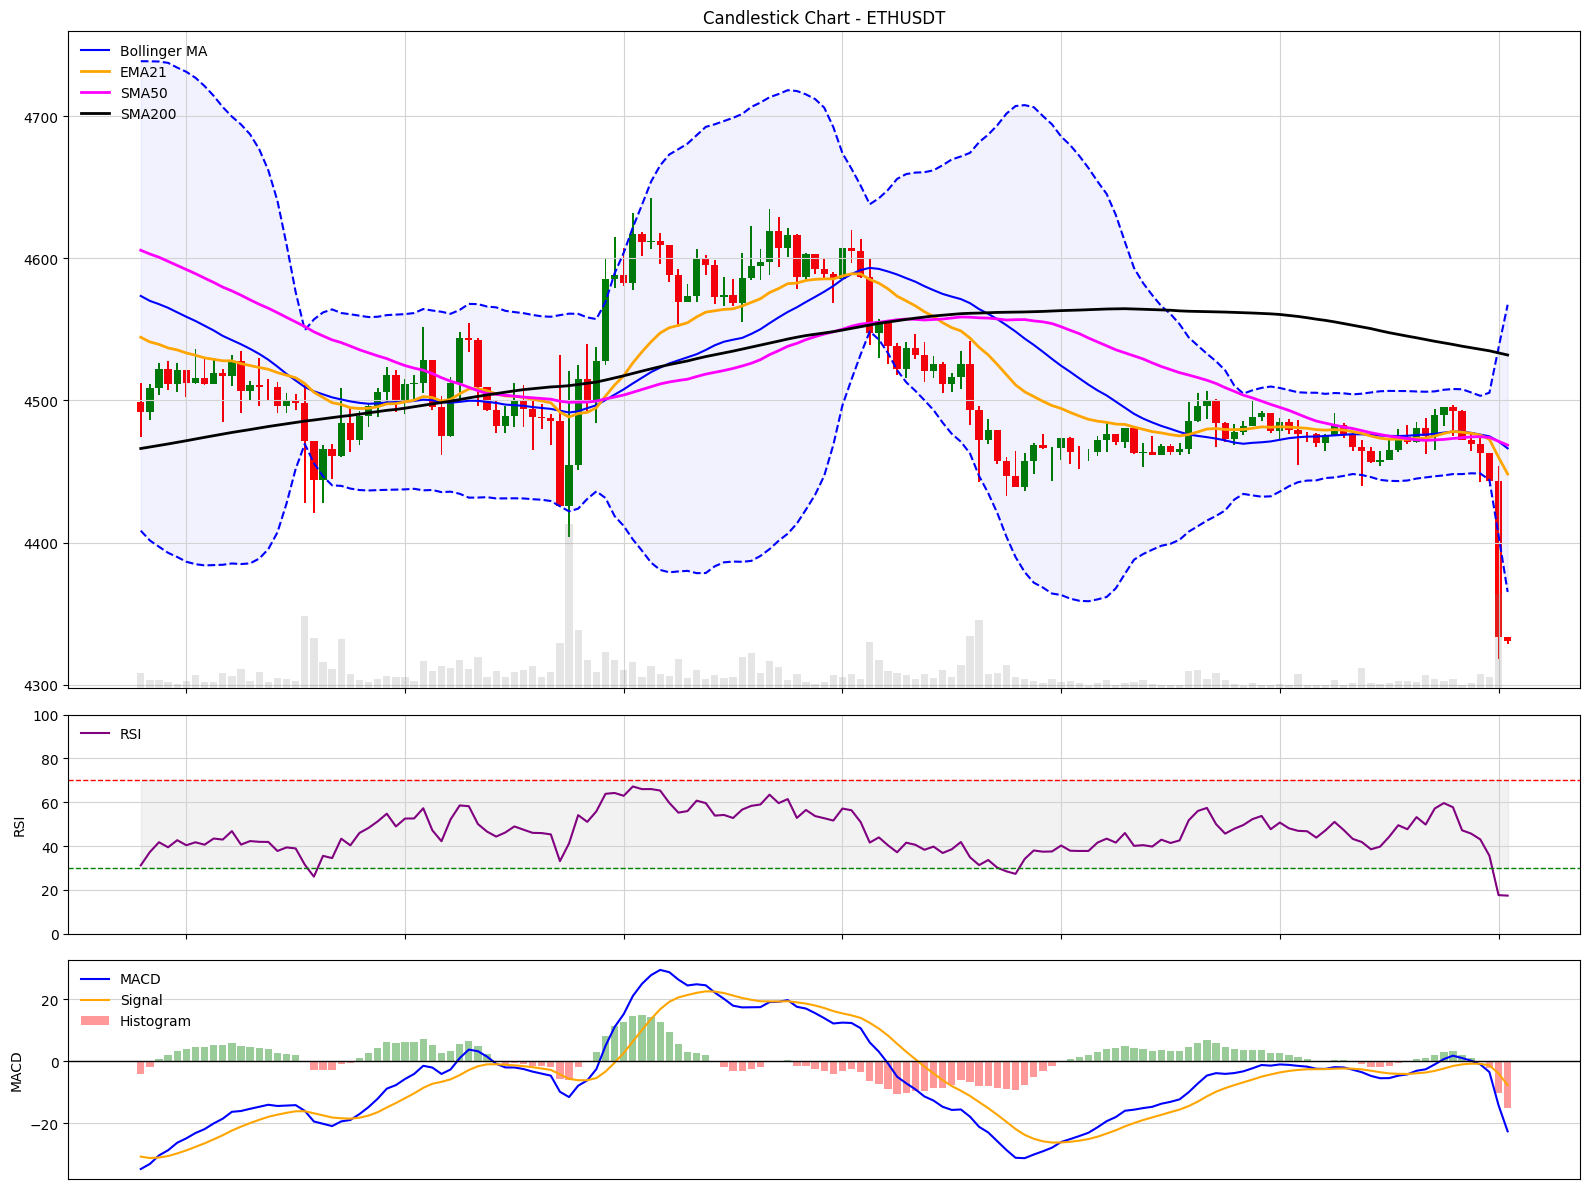 Candlestick Chart - ETHUSDT
Bollinger MA
EMA21
SMA50
SMA200
4700
4600
4500
4400
4300
RSI
100
80
60
40
20
0
RSI
MACD
Signal
Histogram
20
0
−20
MACD